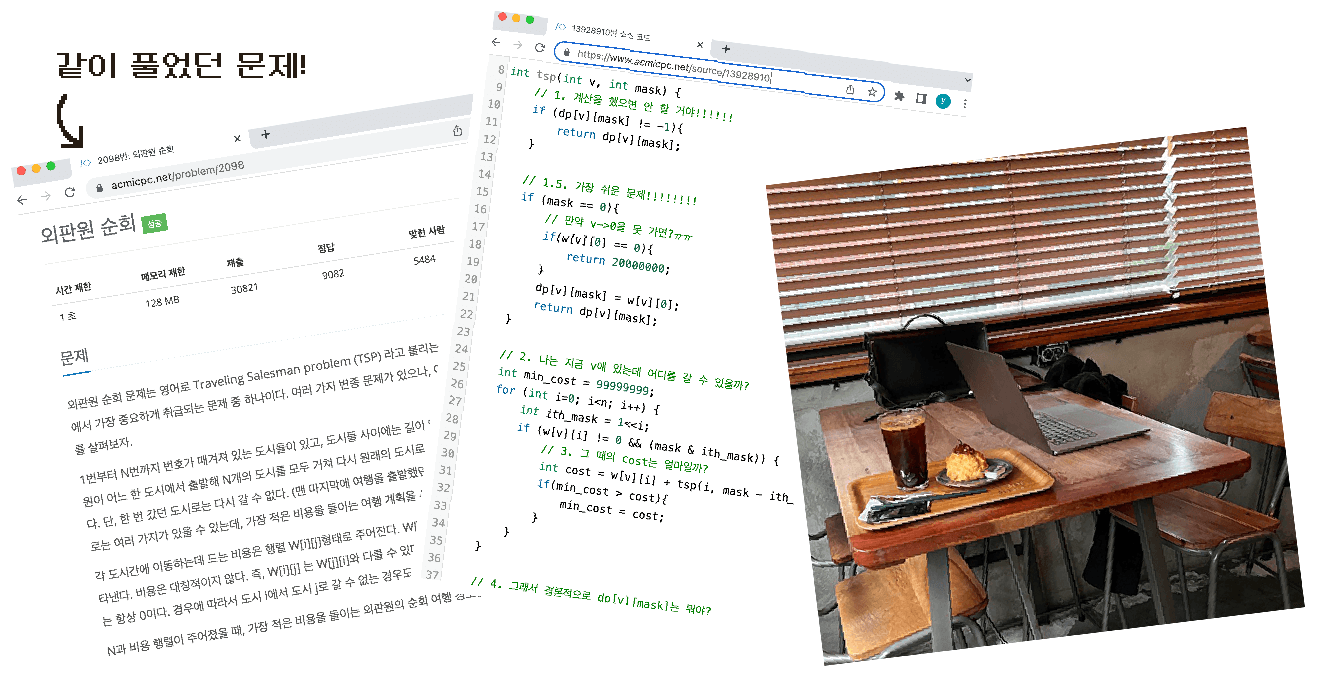 같이 풀었던 문제!
2098번: 외판원 순회
acmicpc.net/problem/2098
외판원 순회 성공
시간 제한 메모리 제한 제출 정답 맞힌 사람
1 초 128 MB 30821 9082 5484
문제
외판원 순회 문제는 영어로 Traveling Salesman problem (TSP) 라고 불리는
에서 가장 중요하게 취급되는 문제 중 하나이다. 여러 가지 변종 문제가 있으나,
를 살펴보자.
1번부터 N번까지 번호가 매겨져 있는 도시들이 있고, 도시들 사이에는 길이
원이 어느 한 도시에서 출발해 N개의 도시를 모두 거쳐 다시 원래의 도시로
다. 단, 한 번 갔던 도시로는 다시 갈 수 없다. (맨 마지막에 여행을 출발했던
로는 여러 가지가 있을 수 있는데, 가장 적은 비용을 들이는 여행 계획을
각 도시간에 이동하는데 드는 비용은 행렬 W[i][j]형태로 주어진다.
타낸다. 비용은 대칭적이지 않다. 즉, W[i][j] 는 W[j][i]와 다를 수 있다
는 항상 0이다. 경우에 따라서 도시 i에서 도시 j로 갈 수 없는 경우도
N과 비용 행렬이 주어졌을 때, 가장 적은 비용을 들이는 외판원의 순회 여행
13928910번 소스 코드
https://www.acmicpc.net/source/13928910
y
8 int tsp(int v, int mask) {
9 // 1. 계산을 했으면 안 할 거야!!!!!!
10 if (dp[v][mask] != -1){
11 return dp[v][mask];
12 }
13
14 // 1.5. 가장 쉬운 문제!!!!!!!!
15 if (mask == 0){
16 // 만약 v->0을 못 가면?ㅠㅠ
17 if(w[v][0] == 0){
18 return 20000000;
19 }
20 dp[v][mask] = w[v][0];
21 return dp[v][mask];
22 }
23
24 // 2. 나는 지금 v에 있는데 어디를 갈 수 있을까?
25 int min_cost = 99999999;
26 for (int i=0; i<n; i++) {
27 int ith_mask = 1<<i;
28 if (w[v][i] != 0 && (mask & ith_mask)) {
29 // 3. 그 때의 cost는 얼마일까?
30 int cost = w[v][i] + tsp(i, mask - ith_
31 if(min_cost > cost){
32 min_cost = cost;
33 }
34 }
35 }
36
37 // 4. 그래서 결론적으로 dp[v][mask]는 뭐야?